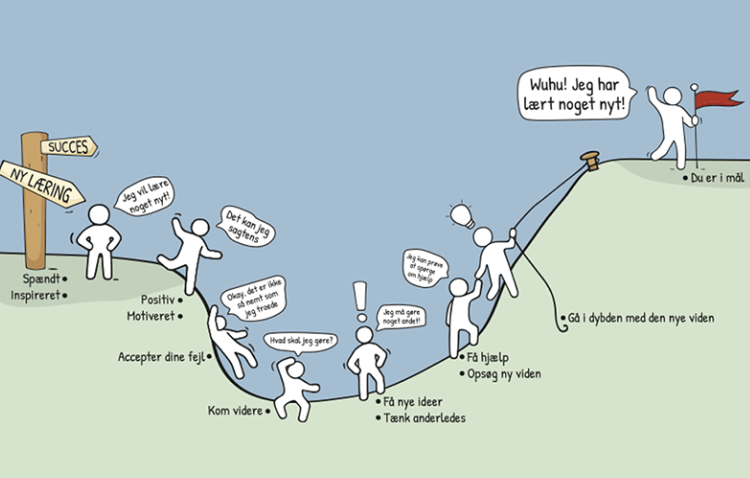 SUCCES
NY LÆRING
Jeg vil lære
noget nyt!
Spændt
Inspireret
Det kan jeg
sagtens
Positiv
Motiveret
Okay, det er ikke
så nemt som
jeg troede
Accepter dine fejl
Hvad skal jeg gøre?
Kom videre
!
Jeg må gøre
noget andet!
• Få nye ideer
• Tænk anderledes
Jeg kan prøve
at spørge
om hjælp
• Få hjælp
• Opsøg ny viden
• Gå i dybden med den nye viden
Wuhu! Jeg har
lært noget nyt!
• Du er i mål